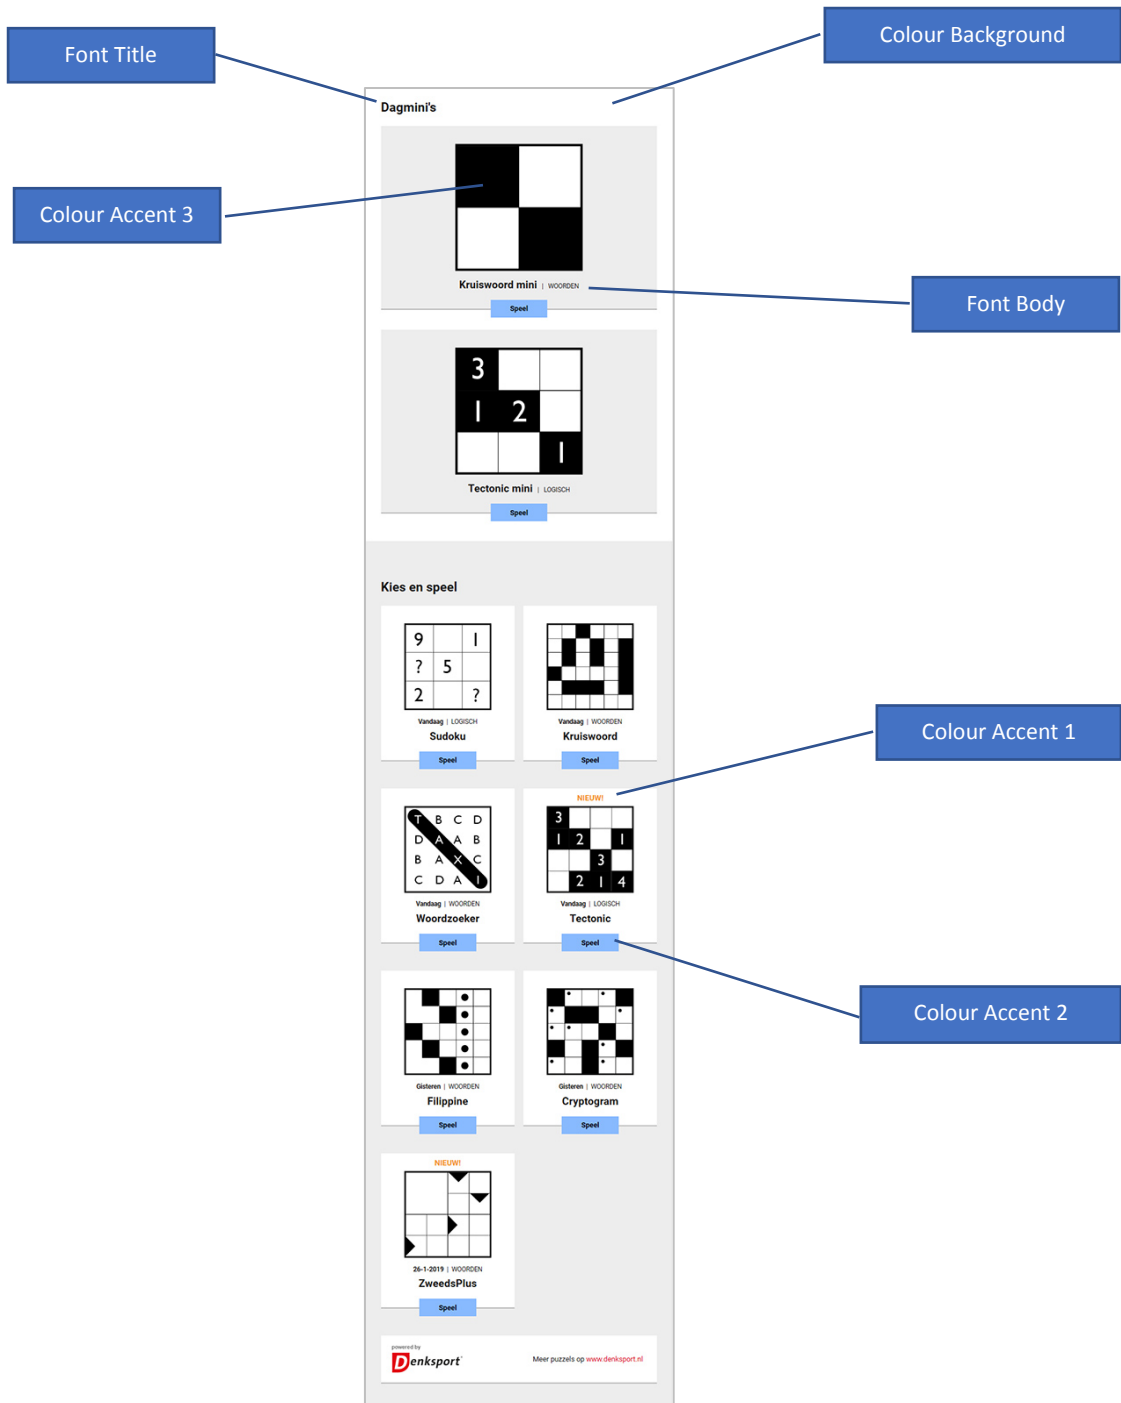 Colour Background
Font Title
Dagmini's
Colour Accent 3
Kruiswoord mini | WOORDEN
Font Body
Speel
3
1 2
1
Tectonic mini | LOGISCH
Speel
Kies en speel
9 1
? 5
2 ?
Vandaag | LOGISCH
Sudoku
Speel
Vandaag | WOORDEN
Kruiswoord
Speel
Colour Accent 1
T B C D
D A A B
B A X C
C D A I
Vandaag | WOORDEN
Woordzoeker
Speel
NIEUW!
3
1 2 1
3
2 1 4
Vandaag | LOGISCH
Tectonic
Speel
Colour Accent 2
Gisteren | WOORDEN
Filippine
Speel
Gisteren | WOORDEN
Cryptogram
Speel
NIEUW!
26-1-2019 | WOORDEN
ZweedsPlus
Speel
powered by
Denksport
Meer puzzels op www.denksport.nl